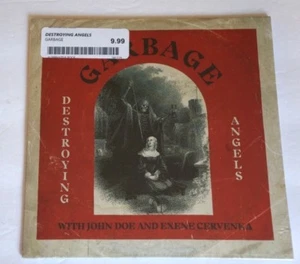 DESTROYING ANGELS
GARBAGE
9.99
GARBAGE
DESTROYING
ANGELS
WITH JOHN DOE AND EXENE CERVENKA